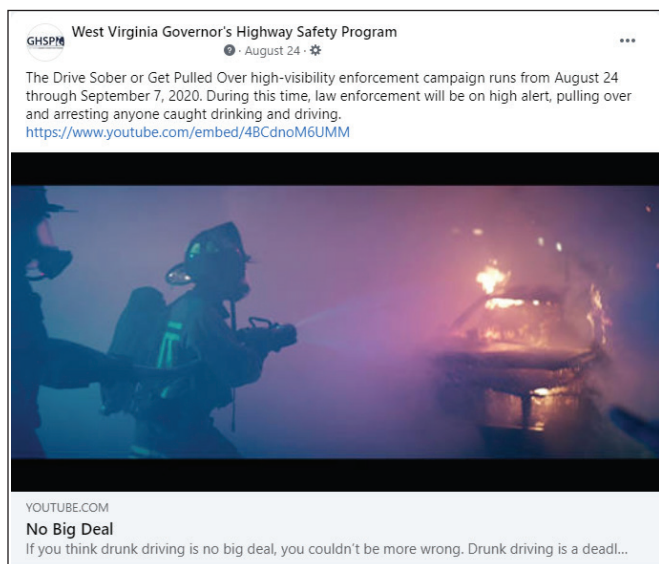 GHSP
West Virginia Governor's Highway Safety Program
· August 24 ·
The Drive Sober or Get Pulled Over high-visibility enforcement campaign runs from August 24
through September 7, 2020. During this time, law enforcement will be on high alert, pulling over
and arresting anyone caught drinking and driving.
https://www.youtube.com/embed/4BCdnoM6UMM
YOUTUBE.COM
No Big Deal
If you think drunk driving is no big deal, you couldn't be more wrong. Drunk driving is a deadl...